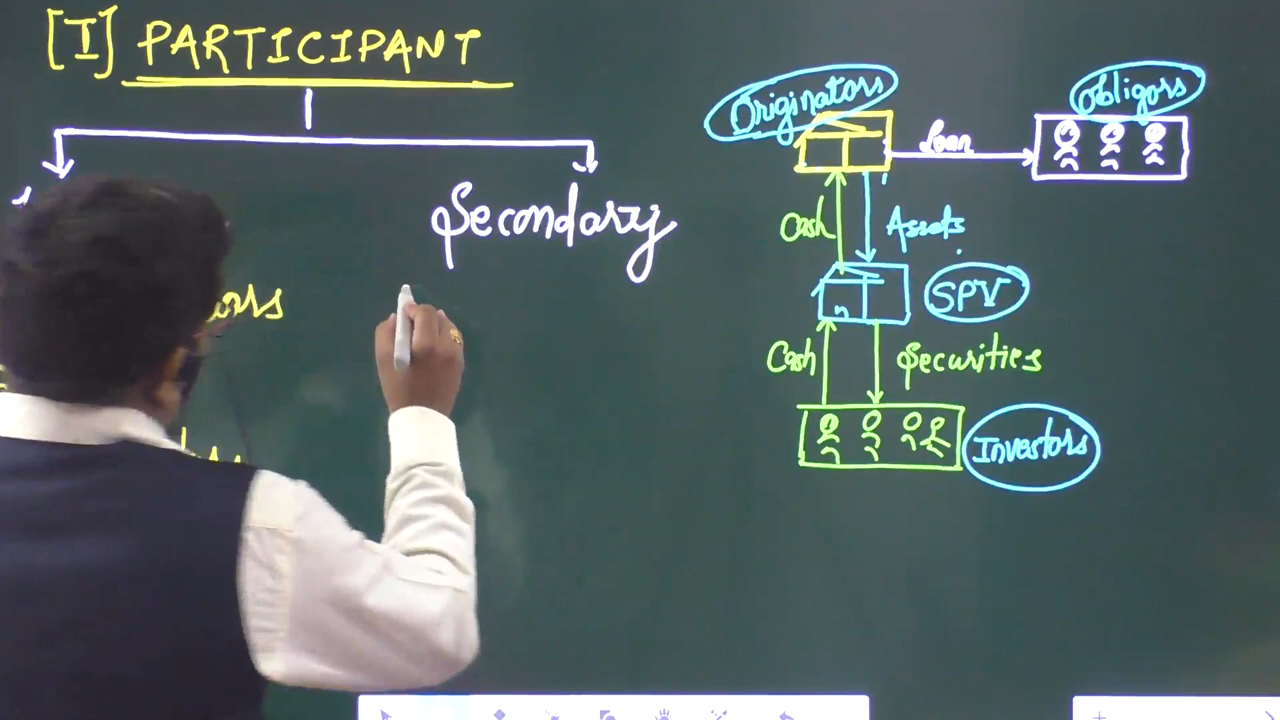 [I] PARTICIPANT
Secondary
Originators
Obligors
Loan
Cash
Assets
SPV
Cash
Securities
Investors